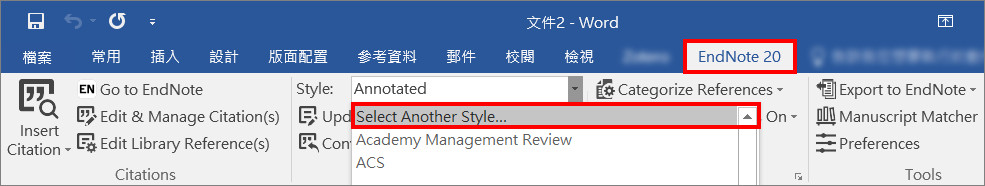 文件2 - Word
檔案 常用 插入 設計 版面配置 參考資料 郵件 校閱 檢視 EndNote 20
EN Go to EndNote Style: Annotated Categorize References Export to EndNote
Insert Citation Edit & Manage Citation(s) Upd Select Another Style... On Manuscript Matcher
Edit Library Reference(s) Con Academy Management Review Preferences
ACS
Citations Tools